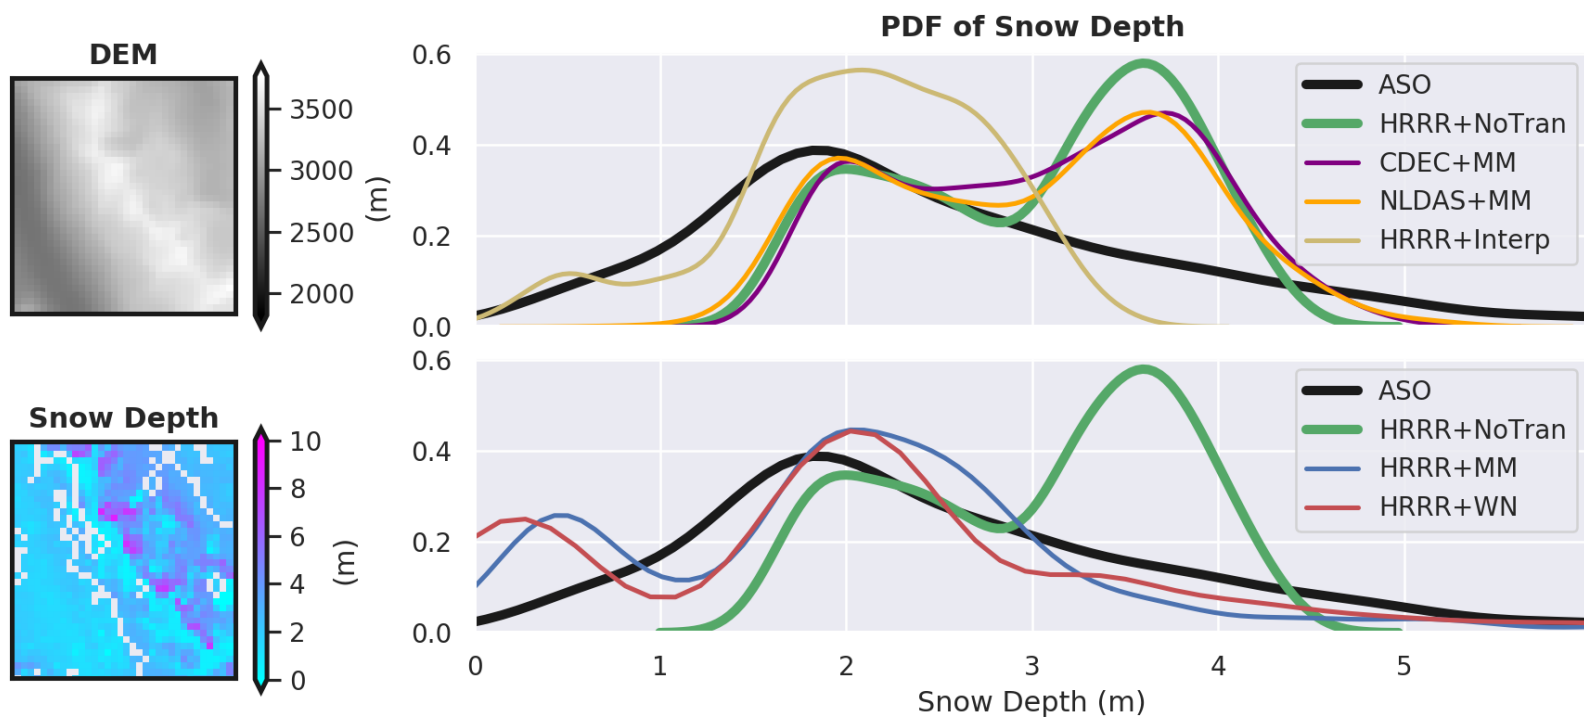 DEM
3500
3000
2500
2000
(m)
PDF of Snow Depth
0.6
0.4
0.2
0.0
ASO
HRRR+NoTran
CDEC+MM
NLDAS+MM
HRRR+Interp
Snow Depth
10
8
6
4
2
0
(m)
0.6
0.4
0.2
0.0
ASO
HRRR+NoTran
HRRR+MM
HRRR+WN
0 1 2 3 4 5
Snow Depth (m)